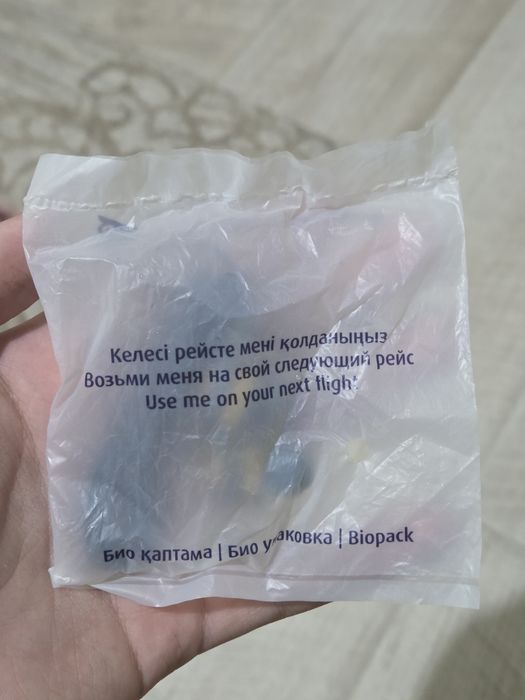 Келесі рейсте мені қолданыңыз
Возьми меня на свой следующий рейс
Use me on your next flight
Био қаптама | Био упаковка | Biopack